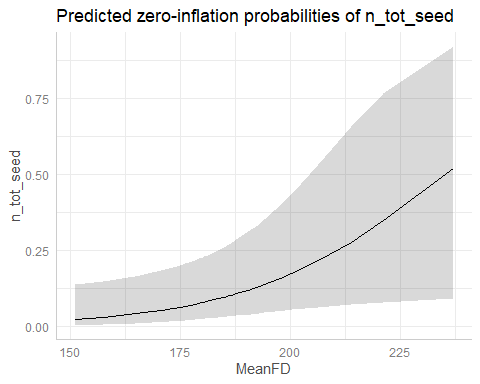 Predicted zero-inflation probabilities of n_tot_seed
n_tot_seed
0.75
0.50
0.25
0.00
150 175 200 225
MeanFD